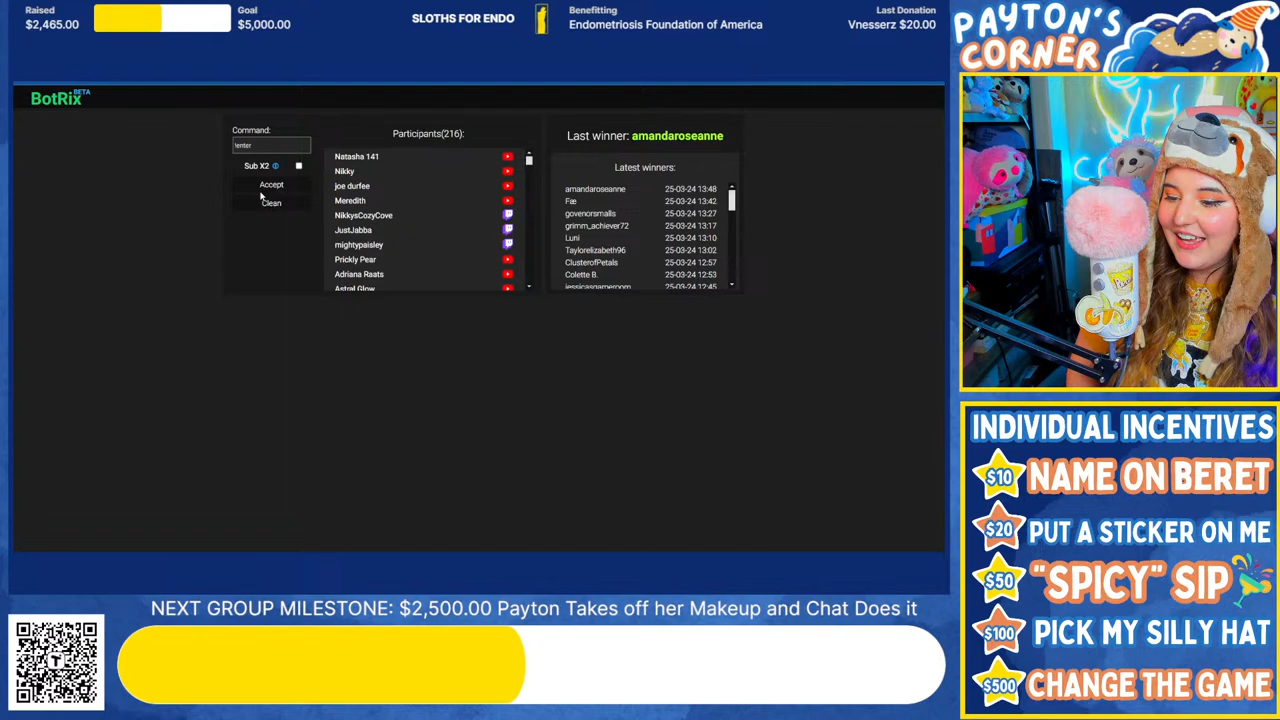 Raised
$2,465.00
Goal
$5,000.00
SLOTHS FOR ENDO
Benefitting
Endometriosis Foundation of America
Last Donation
Vnesserz $20.00
PAYTON'S
CORNER
BotRix BETA
Command:
!enter
Sub X2
Accept
Clean
Participants(216):
Natasha 141
Nikky
joe durfee
Meredith
NikkysCozyCove
JustJabba
mightypaisley
Prickly Pear
Adriana Raats
Astral Glow
Last winner: amandaroseanne
Latest winners:
amandaroseanne 25-03-24 13:48
Fæ 25-03-24 13:42
govenorsmalls 25-03-24 13:27
grimm_achiever72 25-03-24 13:17
Luni 25-03-24 13:10
Taylorelizabeth96 25-03-24 13:02
ClusterofPetals 25-03-24 12:57
Colette B. 25-03-24 12:53
jessicasgameroom 25-03-24 12:45
INDIVIDUAL INCENTIVES
$10 NAME ON BERET
$20 PUT A STICKER ON ME
$50 "SPICY" SIP
$100 PICK MY SILLY HAT
$500 CHANGE THE GAME
NEXT GROUP MILESTONE: $2,500.00 Payton Takes off her Makeup and Chat Does it